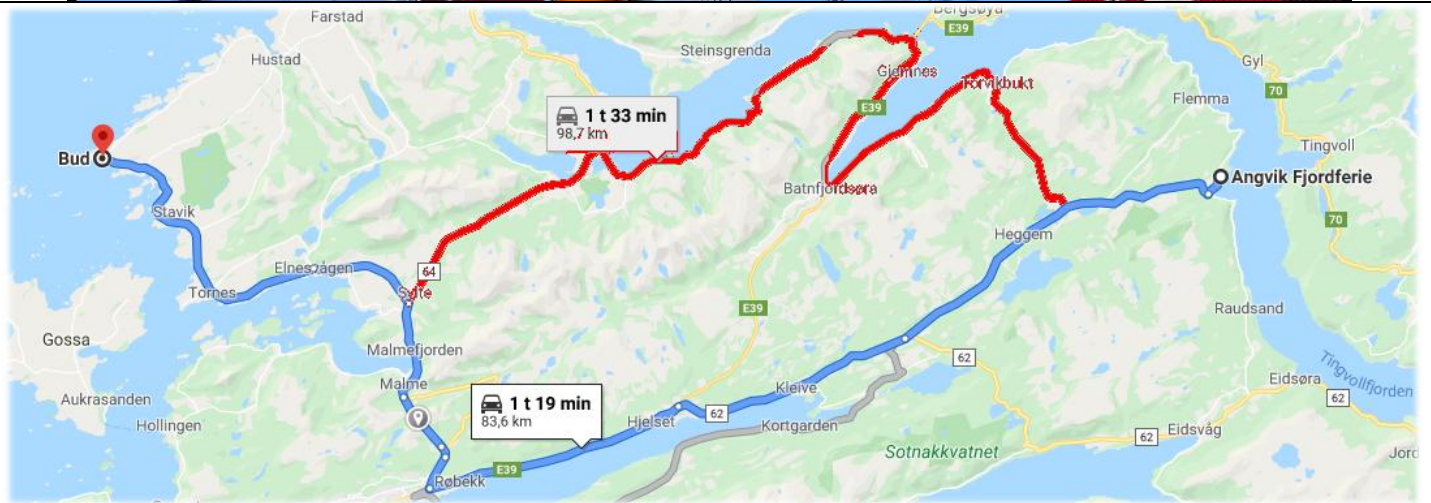 Farstad
Bergsøya
E39
Hustad
Steinsgrenda
Gjemnes
Torvikbukt
Gyl
70
Flemma
E39
1 t 33 min
98,7 km
Tingvoll
Bud
Angvik Fjordferie
Batnfjordsøra
Stavik
Heggem
70
Elnesvågen
64
Tornes
Sylte
E39
Raudsand
Gossa
Malmefjorden
62
Tingvollfjorden
Malme
Kleive
Eidsøra
Aukrasanden
1 t 19 min
83,6 km
62
62
Hollingen
Hjelset
Kortgarden
62
Eidsvåg
Sotnakkvatnet
Jord
E39
Røbekk